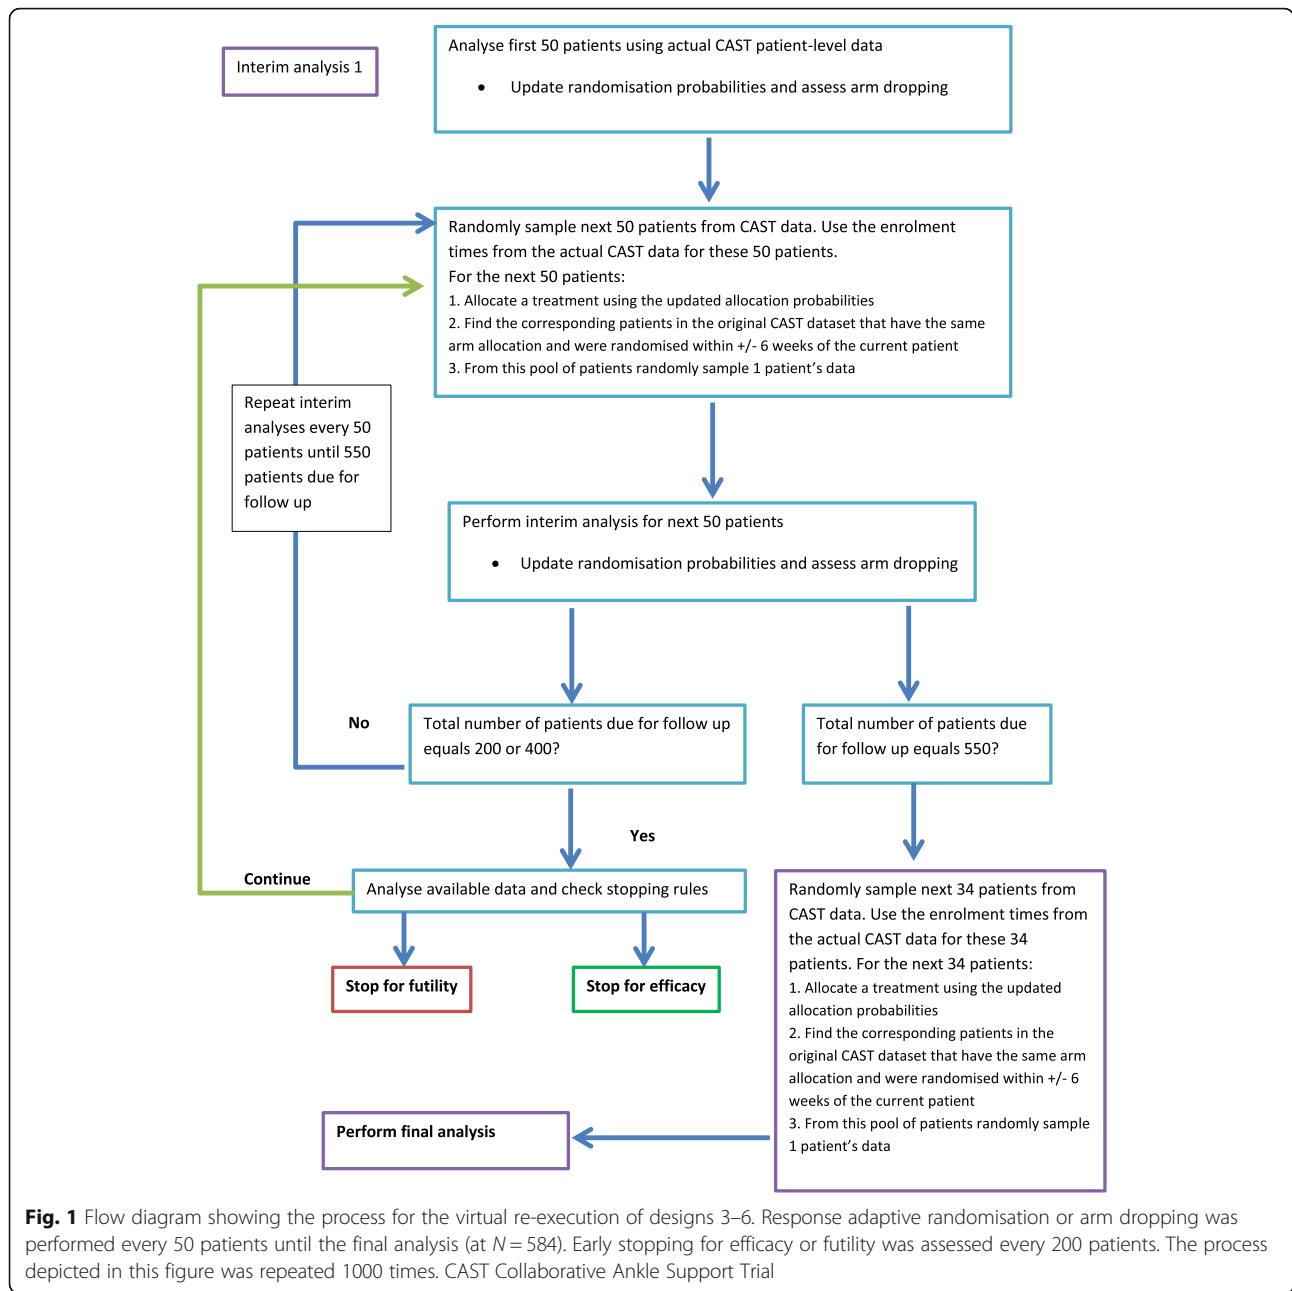 Interim analysis 1
Analyse first 50 patients using actual CAST patient-level data
• Update randomisation probabilities and assess arm dropping
Randomly sample next 50 patients from CAST data. Use the enrolment
times from the actual CAST data for these 50 patients.
For the next 50 patients:
1. Allocate a treatment using the updated allocation probabilities
2. Find the corresponding patients in the original CAST dataset that have the same
arm allocation and were randomised within +/- 6 weeks of the current patient
3. From this pool of patients randomly sample 1 patient’s data
Repeat interim
analyses every 50
patients until 550
patients due for
follow up
Perform interim analysis for next 50 patients
• Update randomisation probabilities and assess arm dropping
No
Total number of patients due for follow up
equals 200 or 400?
Total number of patients due
for follow up equals 550?
Yes
Continue
Analyse available data and check stopping rules
Stop for futility
Stop for efficacy
Randomly sample next 34 patients from
CAST data. Use the enrolment times from
the actual CAST data for these 34
patients. For the next 34 patients:
1. Allocate a treatment using the updated
allocation probabilities
2. Find the corresponding patients in the
original CAST dataset that have the same arm
allocation and were randomised within +/- 6
weeks of the current patient
3. From this pool of patients randomly sample
1 patient’s data
Perform final analysis
Fig. 1 Flow diagram showing the process for the virtual re-execution of designs 3–6. Response adaptive randomisation or arm dropping was
performed every 50 patients until the final analysis (at N = 584). Early stopping for efficacy or futility was assessed every 200 patients. The process
depicted in this figure was repeated 1000 times. CAST Collaborative Ankle Support Trial